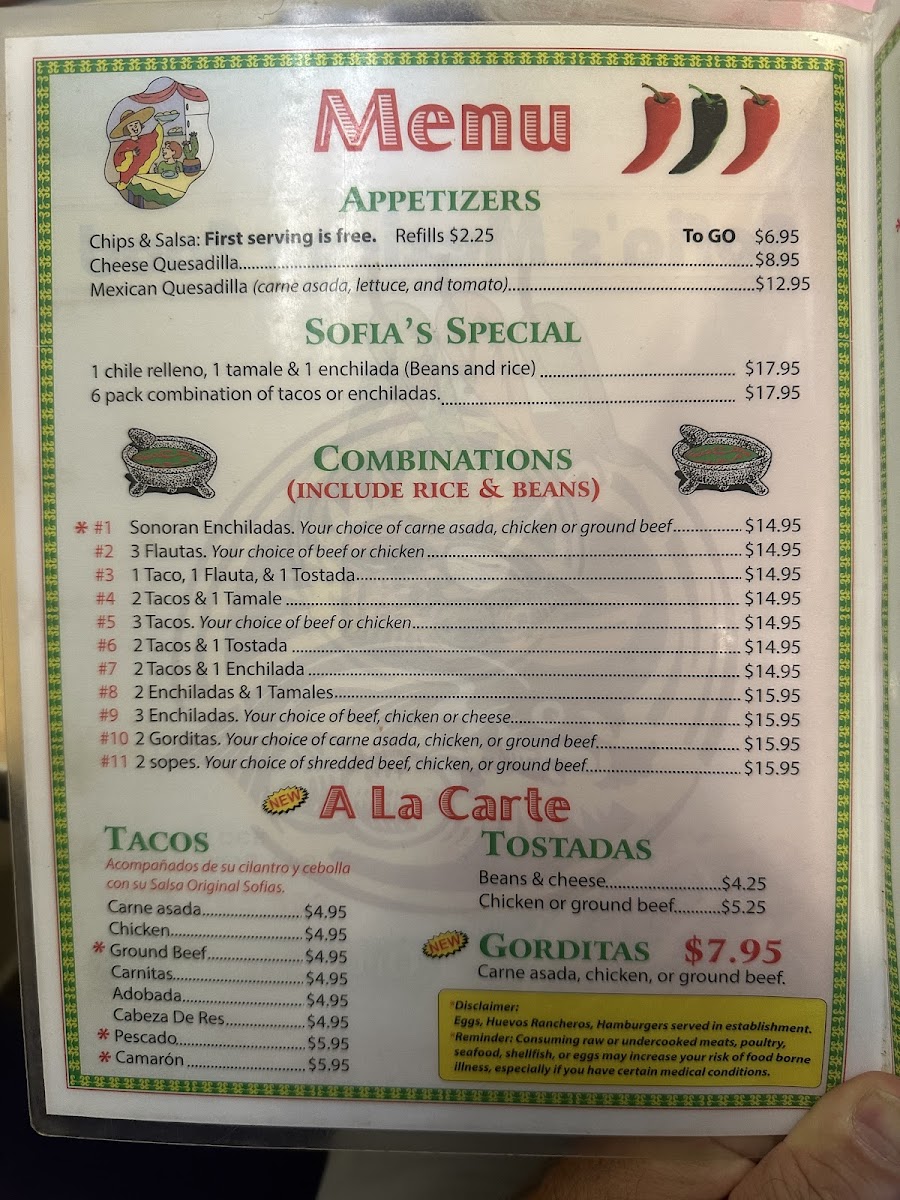 Menu
APPETIZERS
Chips & Salsa: First serving is free. Refills $2.25 To GO $6.95
Cheese Quesadilla....................$8.95
Mexican Quesadilla (carne asada, lettuce, and tomato)....................$12.95
SOFIA'S SPECIAL
1 chile relleno, 1 tamale & 1 enchilada (Beans and rice) .................... $17.95
6 pack combination of tacos or enchiladas..................... $17.95
COMBINATIONS
(INCLUDE RICE & BEANS)
* #1 Sonoran Enchiladas. Your choice of carne asada, chicken or ground beef.................... $14.95
#2 3 Flautas. Your choice of beef or chicken .................... $14.95
#3 1 Taco, 1 Flauta, & 1 Tostada.................... $14.95
#4 2 Tacos & 1 Tamale .................... $14.95
#5 3 Tacos. Your choice of beef or chicken.................... $14.95
#6 2 Tacos & 1 Tostada .................... $14.95
#7 2 Tacos & 1 Enchilada .................... $14.95
#8 2 Enchiladas & 1 Tamales.................... $15.95
#9 3 Enchiladas. Your choice of beef, chicken or cheese.................... $15.95
#10 2 Gorditas. Your choice of carne asada, chicken, or ground beef.................... $15.95
#11 2 sopes. Your choice of shredded beef, chicken, or ground beef.................... $15.95
NEW A La Carte
TACOS
Acompañados de su cilantro y cebolla
con su Salsa Original Sofias.
Carne asada.................... $4.95
Chicken.................... $4.95
* Ground Beef.................... $4.95
Carnitas.................... $4.95
Adobada.................... $4.95
Cabeza De Res.................... $4.95
* Pescado.................... $5.95
* Camarón .................... $5.95
TOSTADAS
Beans & cheese....................$4.25
Chicken or ground beef....................$5.25
NEW GORDITAS $7.95
Carne asada, chicken, or ground beef.
*Disclaimer:
Eggs, Huevos Rancheros, Hamburgers served in establishment.
*Reminder: Consuming raw or undercooked meats, poultry,
seafood, shellfish, or eggs may increase your risk of food borne
illness, especially if you have certain medical conditions.